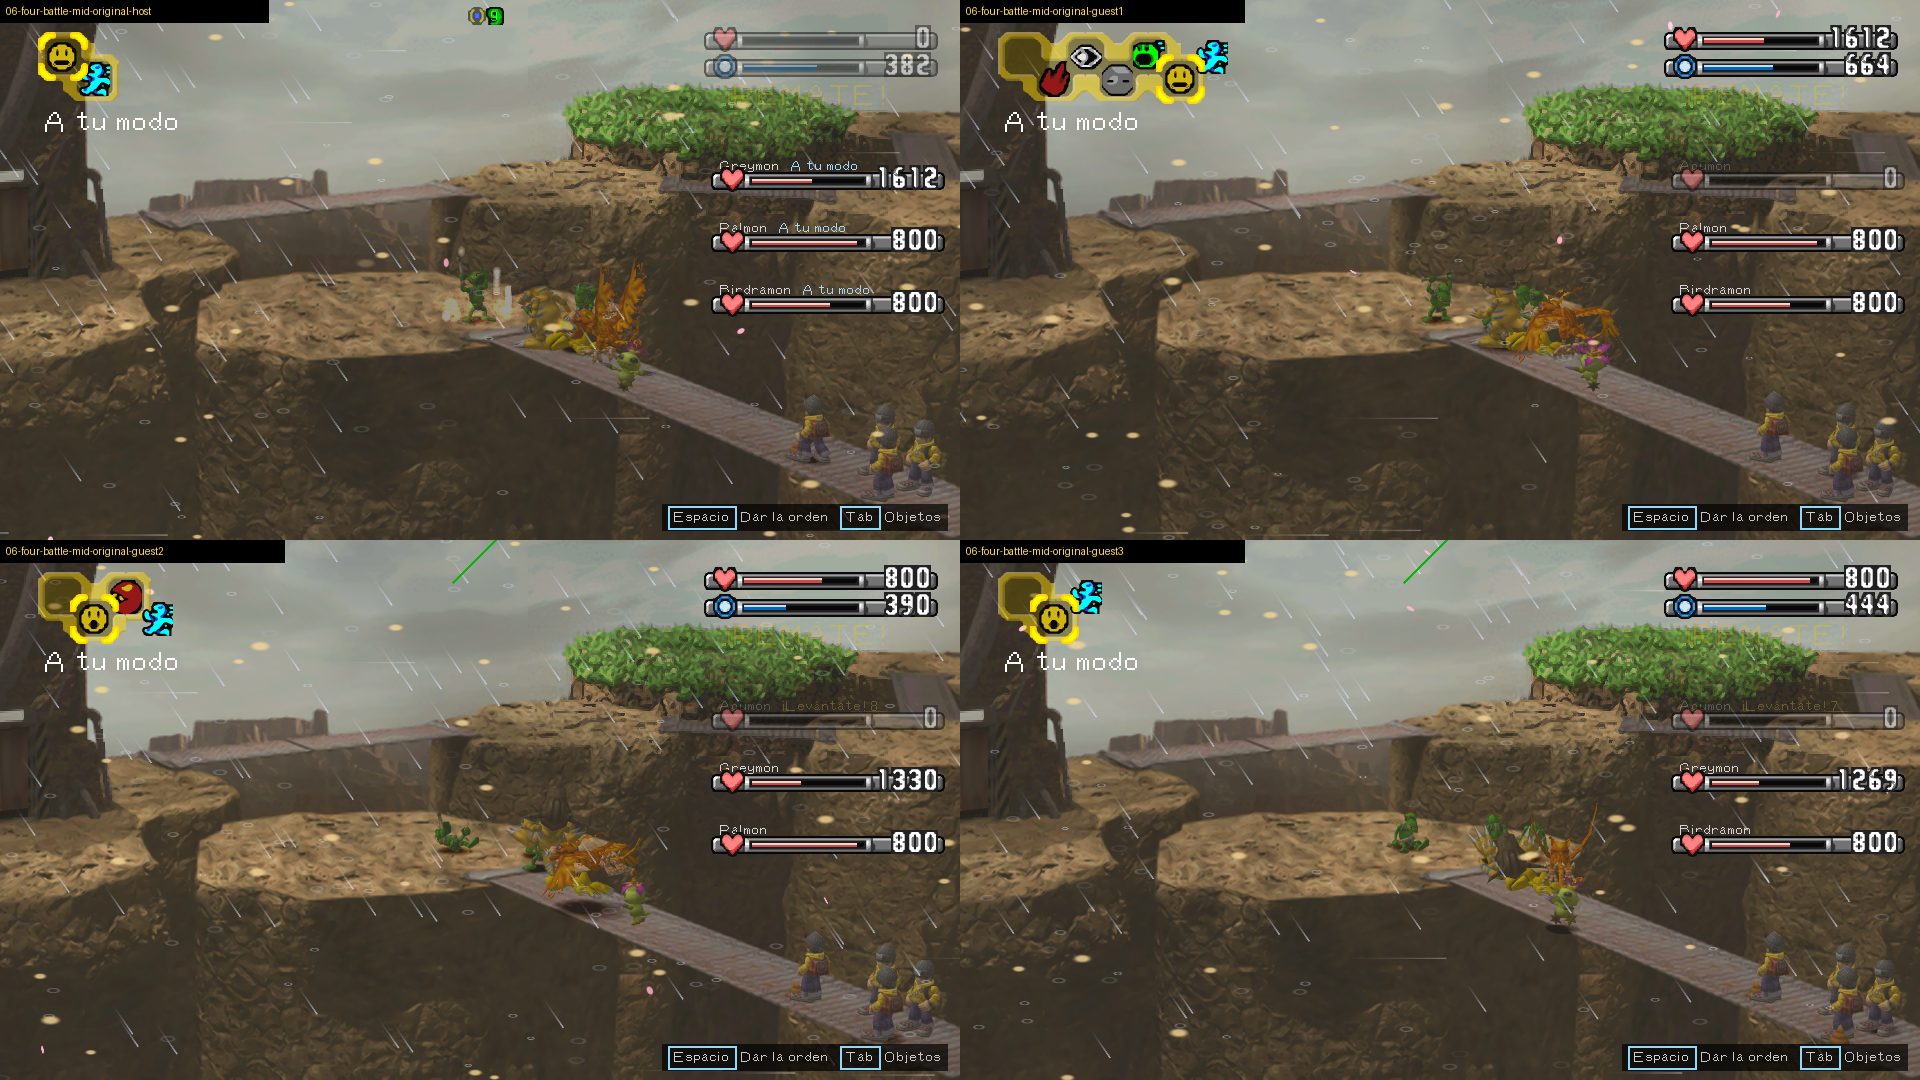 06-four-battle-mid-original-host
9
0
382
A tu modo
¡REMATE!
Greymon A tu modo
1612
Palmon A tu modo
800
Birdramon A tu modo
800
Espacio Dar la orden Tab Objetos
06-four-battle-mid-original-guest1
1612
664
A tu modo
¡REMATE!
Agumon
0
Palmon
800
Birdramon
800
Espacio Dar la orden Tab Objetos
06-four-battle-mid-original-guest2
800
390
A tu modo
¡REMATE!
Agumon ¡Levántate! 8
0
Greymon
1330
Palmon
800
Espacio Dar la orden Tab Objetos
06-four-battle-mid-original-guest3
800
444
A tu modo
¡REMATE!
Agumon ¡Levántate! 7
0
Greymon
1269
Birdramon
800
Espacio Dar la orden Tab Objetos